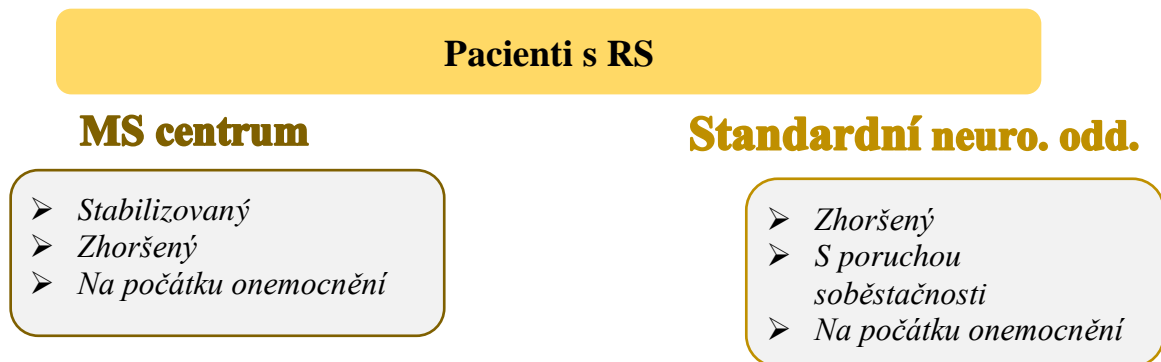 Pacienti s RS
MS centrum
➢ Stabilizovaný
➢ Zhoršený
➢ Na počátku onemocnění
Standardní neuro. odd.
➢ Zhoršený
➢ S poruchou
soběstačnosti
➢ Na počátku onemocnění